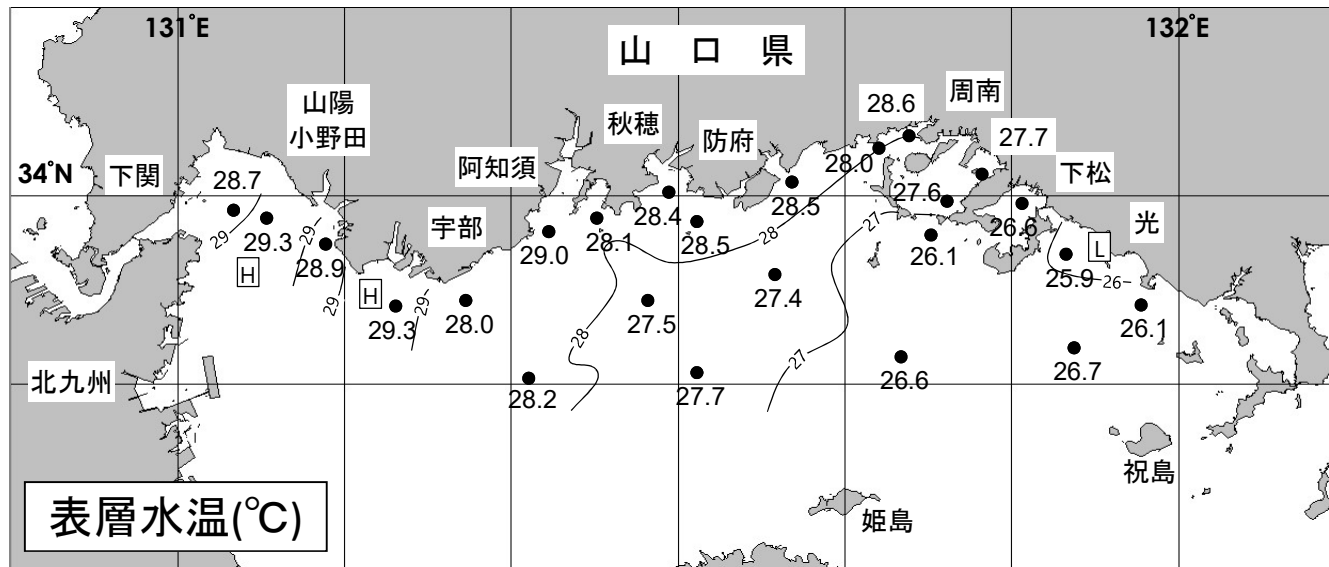 131°E
132°E
山 口 県
山陽
小野田
秋穂
防府
28.6
周南
27.7
34°N
下関
28.7
阿知須
28.0
下松
宇部
28.4
28.5
27.6
26.6
光
29
29.3
29
28.9
29.0
28.1
28.5
28
27
26.1
L
25.9
26
H
H
29
29.3
29
28.0
27.5
27.4
26.1
28
27
26.7
26.6
北九州
28.2
27.7
祝島
姫島
表層水温(℃)